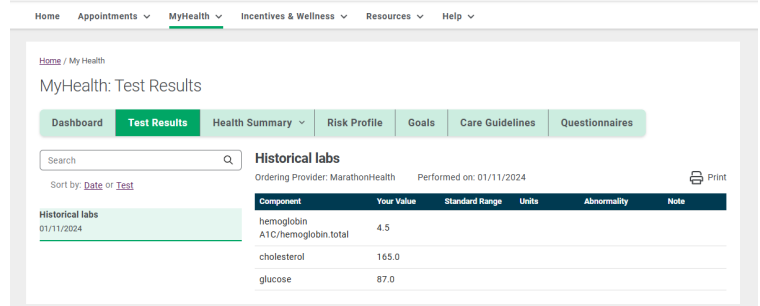 Home Appointments MyHealth Incentives & Wellness Resources Help
Home / My Health
MyHealth: Test Results
Dashboard Test Results Health Summary Risk Profile Goals Care Guidelines Questionnaires
Search
Sort by: Date or Test
Historical labs
01/11/2024
Historical labs
Ordering Provider: MarathonHealth Performed on: 01/11/2024 Print
Component Your Value Standard Range Units Abnormality Note
hemoglobin
A1C/hemoglobin.total 4.5
cholesterol 165.0
glucose 87.0